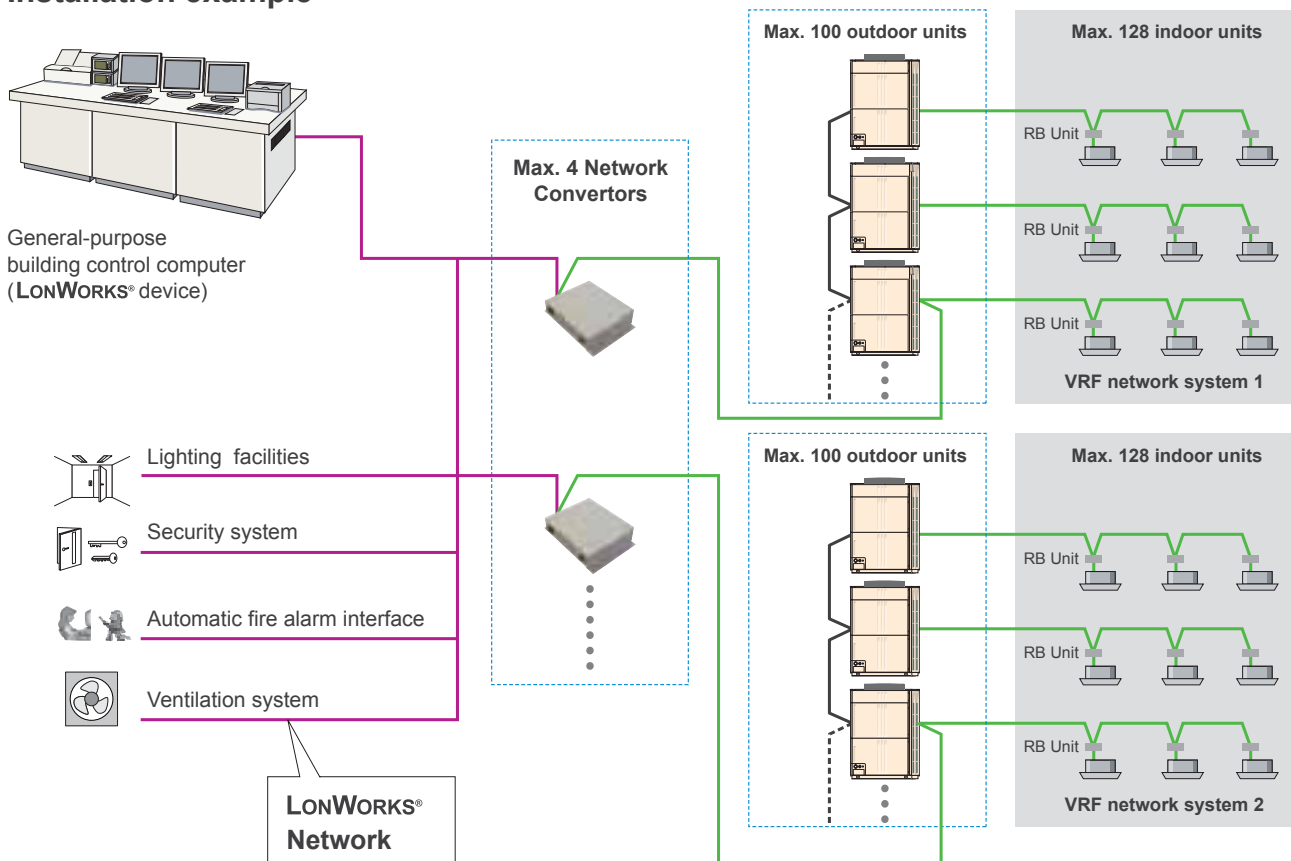 Installation example
General-purpose
building control computer
(LONWORKS® device)
Max. 4 Network
Convertors
Max. 100 outdoor units
Max. 128 indoor units
RB Unit
RB Unit
RB Unit
VRF network system 1
Lighting facilities
Security system
Automatic fire alarm interface
Ventilation system
LONWORKS®
Network
Max. 100 outdoor units
Max. 128 indoor units
RB Unit
RB Unit
RB Unit
VRF network system 2